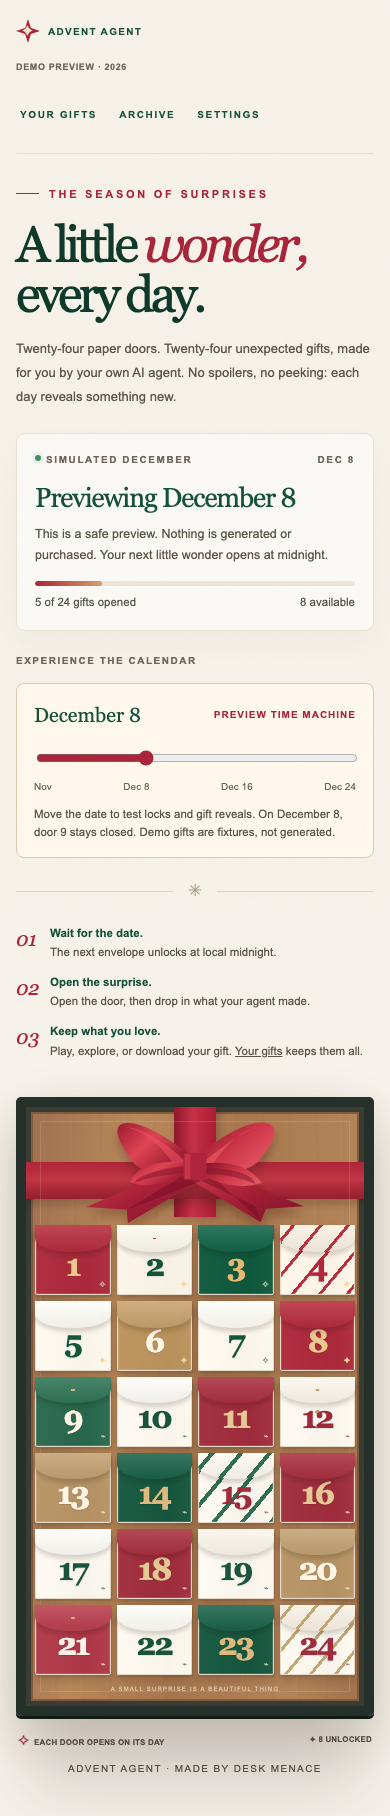 ADVENT AGENT
DEMO PREVIEW · 2026
YOUR GIFTS ARCHIVE SETTINGS
THE SEASON OF SURPRISES
A little wonder,
every day.
Twenty-four paper doors. Twenty-four unexpected gifts, made
for you by your own AI agent. No spoilers, no peeking: each
day reveals something new.
SIMULATED DECEMBER DEC 8
Previewing December 8
This is a safe preview. Nothing is generated or
purchased. Your next little wonder opens at midnight.
5 of 24 gifts opened 8 available
EXPERIENCE THE CALENDAR
December 8 PREVIEW TIME MACHINE
Nov Dec 8 Dec 16 Dec 24
Move the date to test locks and gift reveals. On December 8,
door 9 stays closed. Demo gifts are fixtures, not generated.
01 Wait for the date.
The next envelope unlocks at local midnight.
02 Open the surprise.
Open the door, then drop in what your agent made.
03 Keep what you love.
Play, explore, or download your gift. Your gifts keeps them all.
1 2 3 4
5 6 7 8
9 10 11 12
13 14 15 16
17 18 19 20
21 22 23 24
A SMALL SURPRISE IS A BEAUTIFUL THING
EACH DOOR OPENS ON ITS DAY 8 UNLOCKED
ADVENT AGENT · MADE BY DESK MENACE